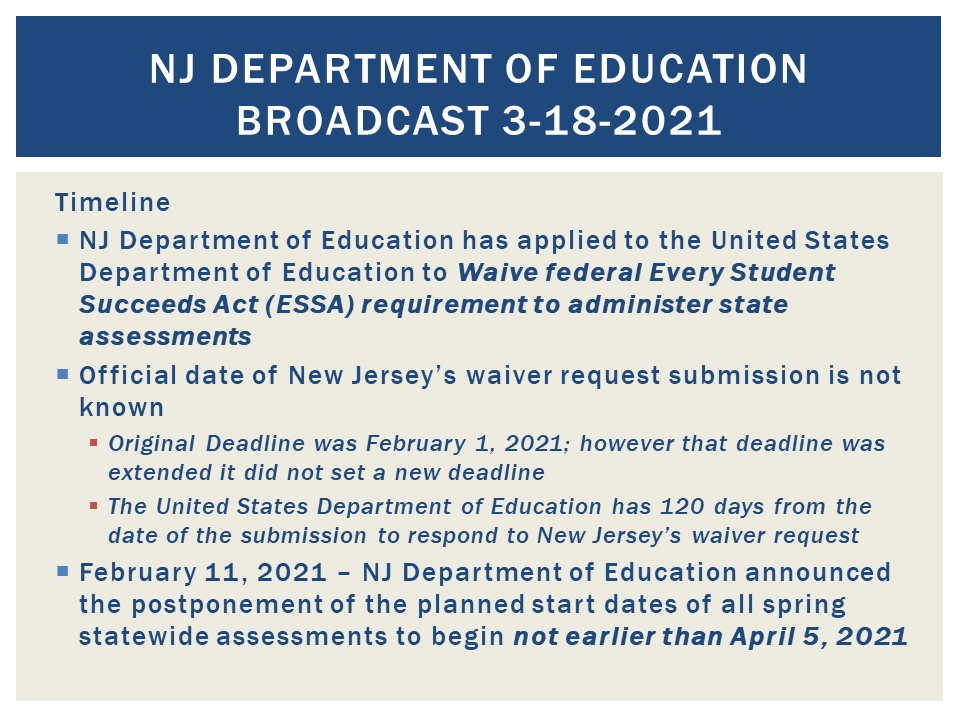 NJ DEPARTMENT OF EDUCATION
BROADCAST 3-18-2021
Timeline
NJ Department of Education has applied to the United States
Department of Education to Waive federal Every Student
Succeeds Act (ESSA) requirement to administer state
assessments
Official date of New Jersey’s waiver request submission is not
known
Original Deadline was February 1, 2021; however that deadline was
extended it did not set a new deadline
The United States Department of Education has 120 days from the
date of the submission to respond to New Jersey’s waiver request
February 11, 2021 – NJ Department of Education announced
the postponement of the planned start dates of all spring
statewide assessments to begin not earlier than April 5, 2021